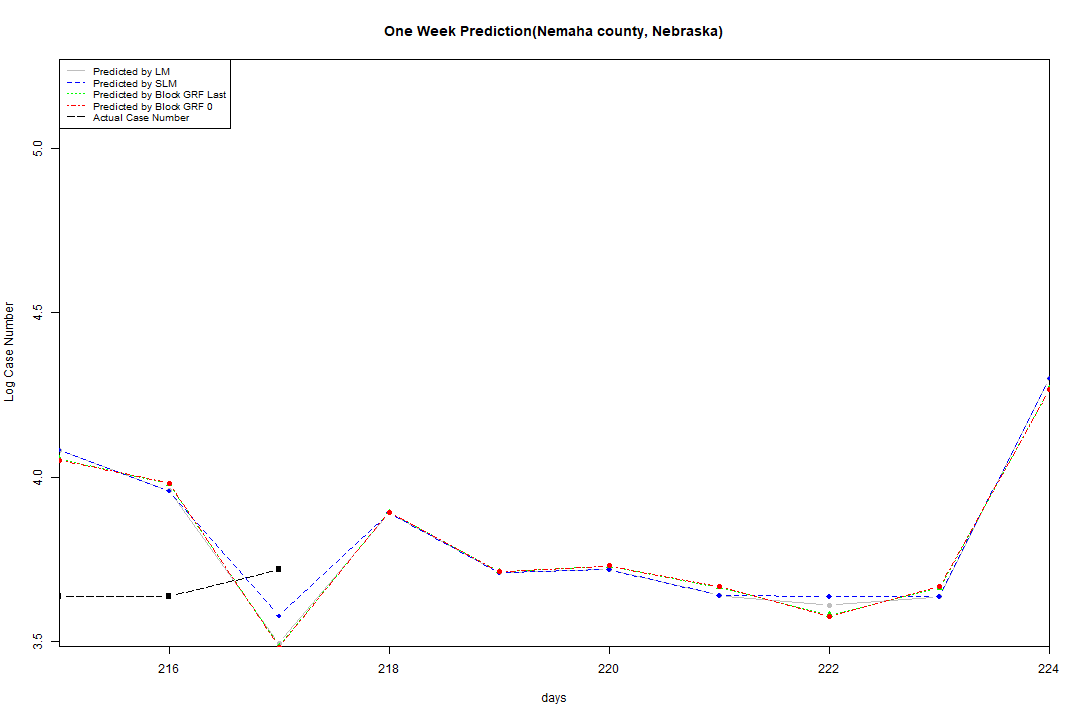 One Week Prediction(Nemaha county, Nebraska)
Predicted by LM
Predicted by SLM
Predicted by Block GRF Last
Predicted by Block GRF 0
Actual Case Number
5.0
4.5
4.0
3.5
Log Case Number
216
218
220
222
224
days